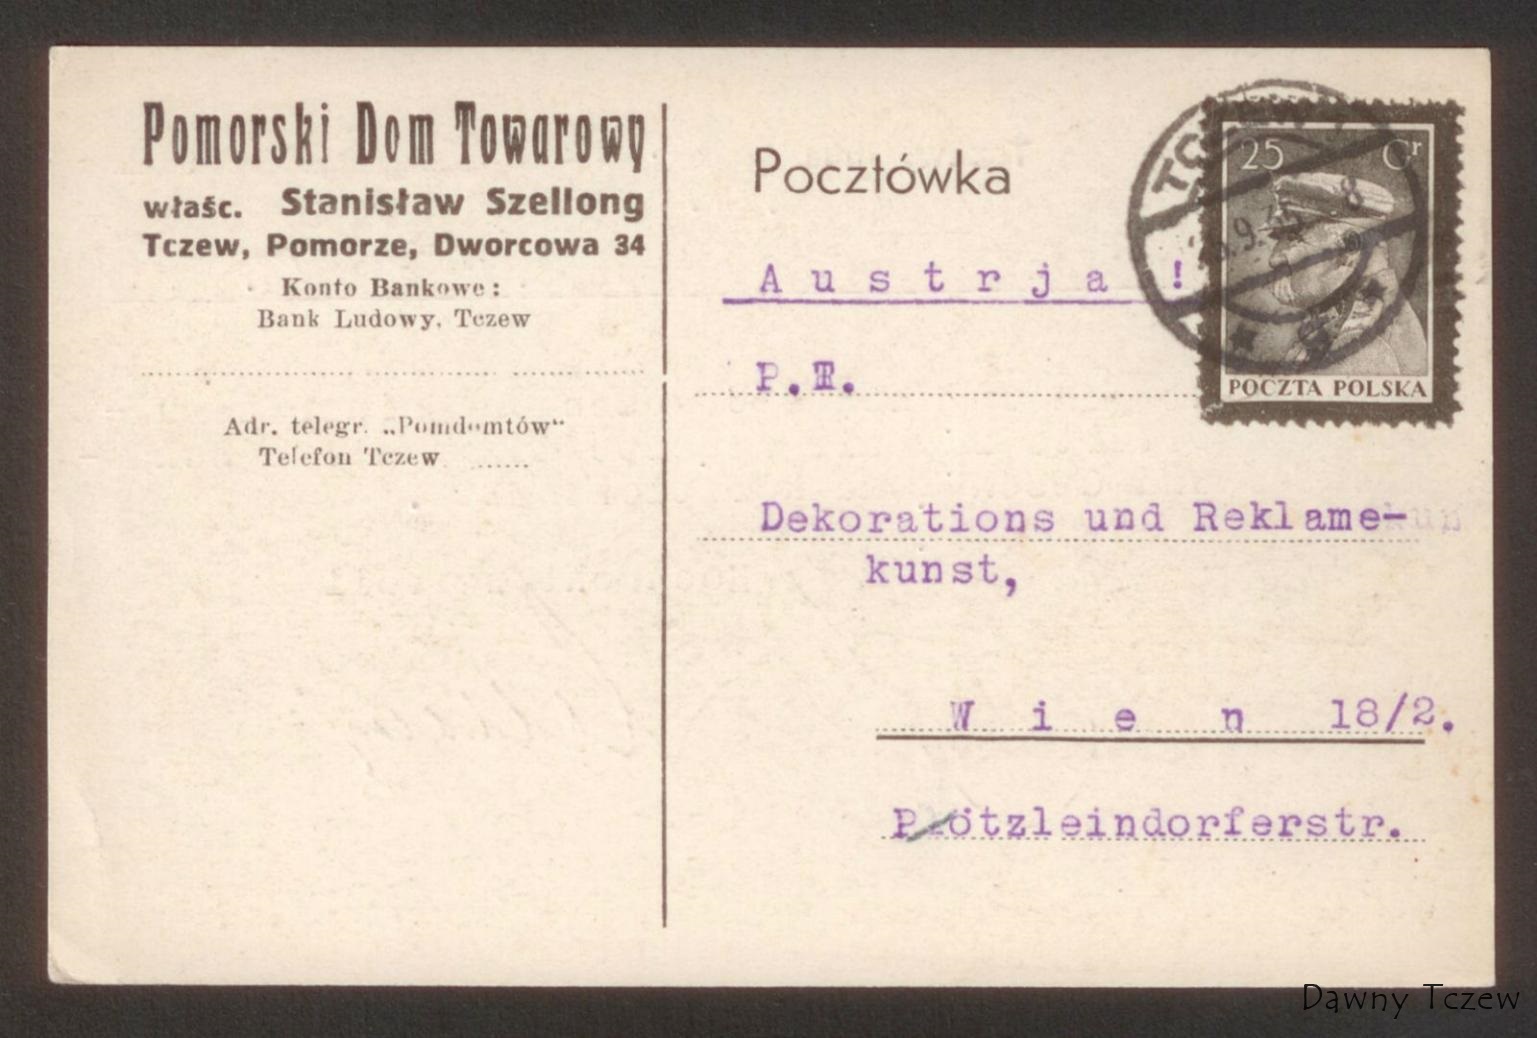 Pomorski Dom Towarowy
właśc. Stanisław Szellong
Tczew, Pomorze, Dworcowa 34
Konto Bankowe:
Bank Ludowy, Tczew
Adr. telegr. „Pomdomtów“
Telefon Tczew
Pocztówka
Austrja !
P.T.
Dekorations und Reklame-
kunst,
Wien 18/2.
Pötzleindorferstr.
TCZEW
25 Gr
POCZTA POLSKA
Dawny Tczew